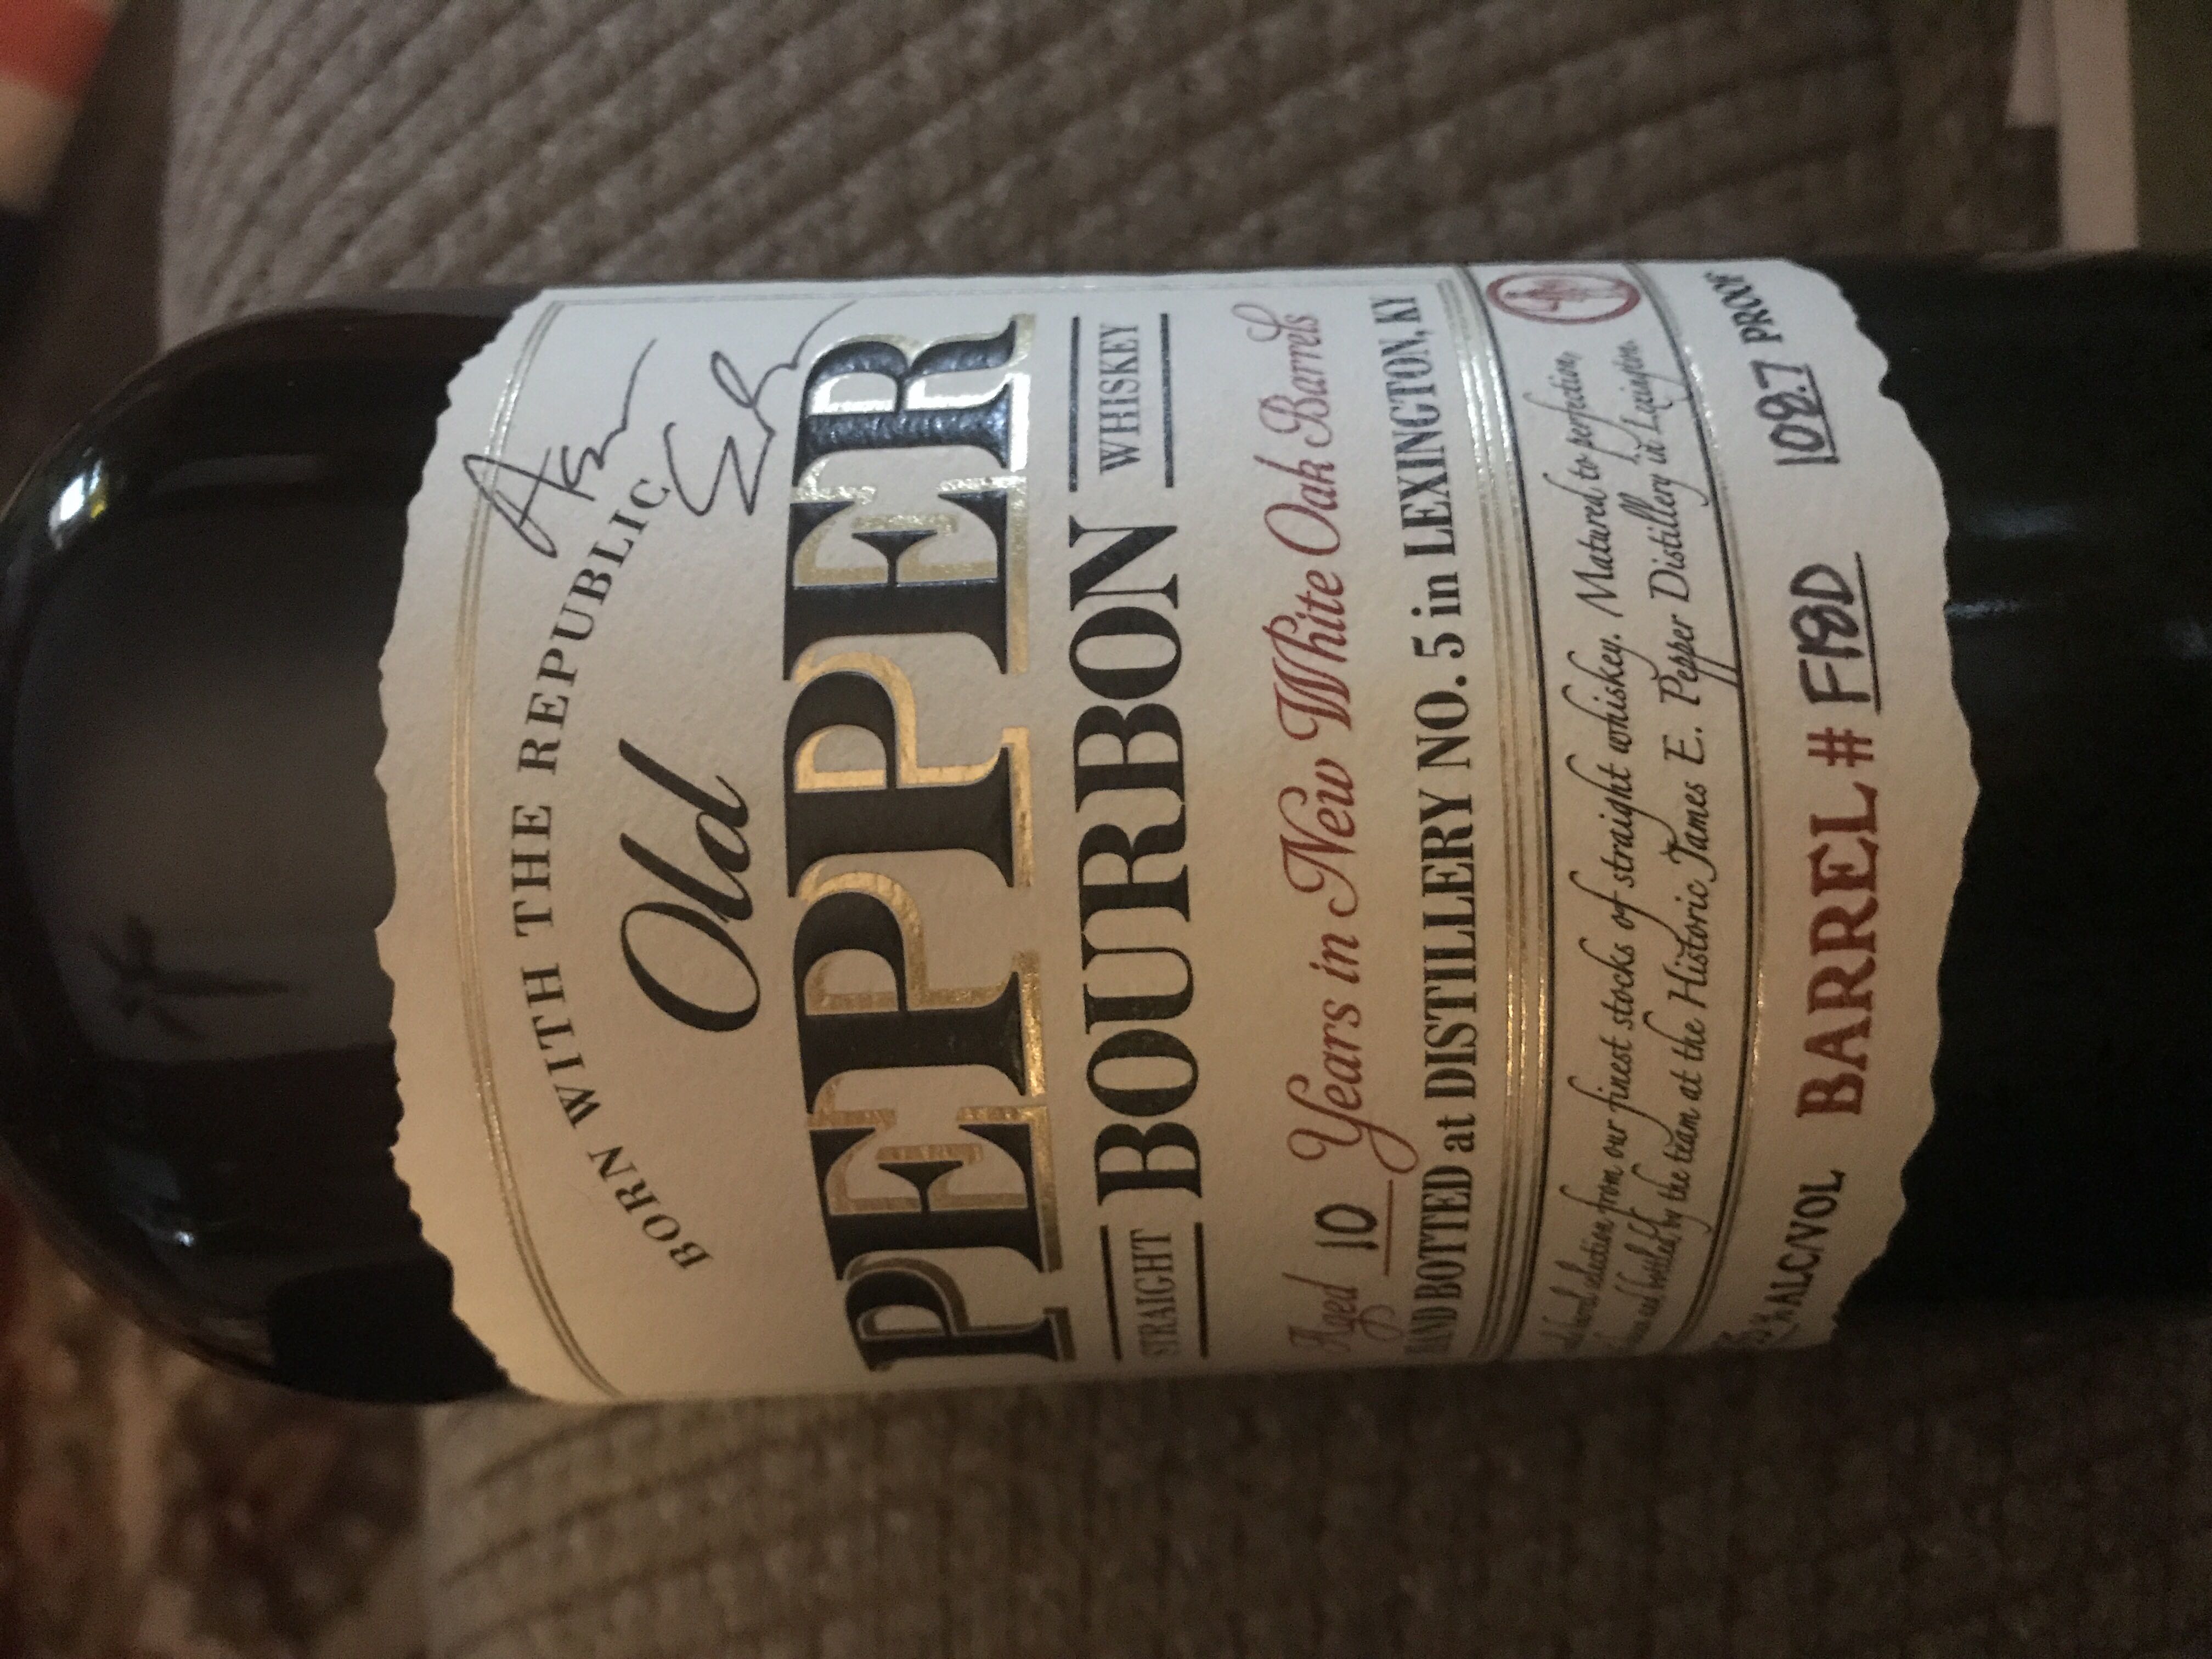 BORN WITH THE REPUBLIC
Old
PEPPER
STRAIGHT BOURBON WHISKEY
Aged 10 Years in New White Oak Barrels
HAND BOTTED at DISTILLERY NO. 5 in LEXINGTON, KY
barrel selection from our finest stocks of straight whiskey. Matured to perfection,
and bottled by the team at the Historic James E. Pepper Distillery in Lexington.
% ALC/VOL BARREL # F18D 108.7 PROOF